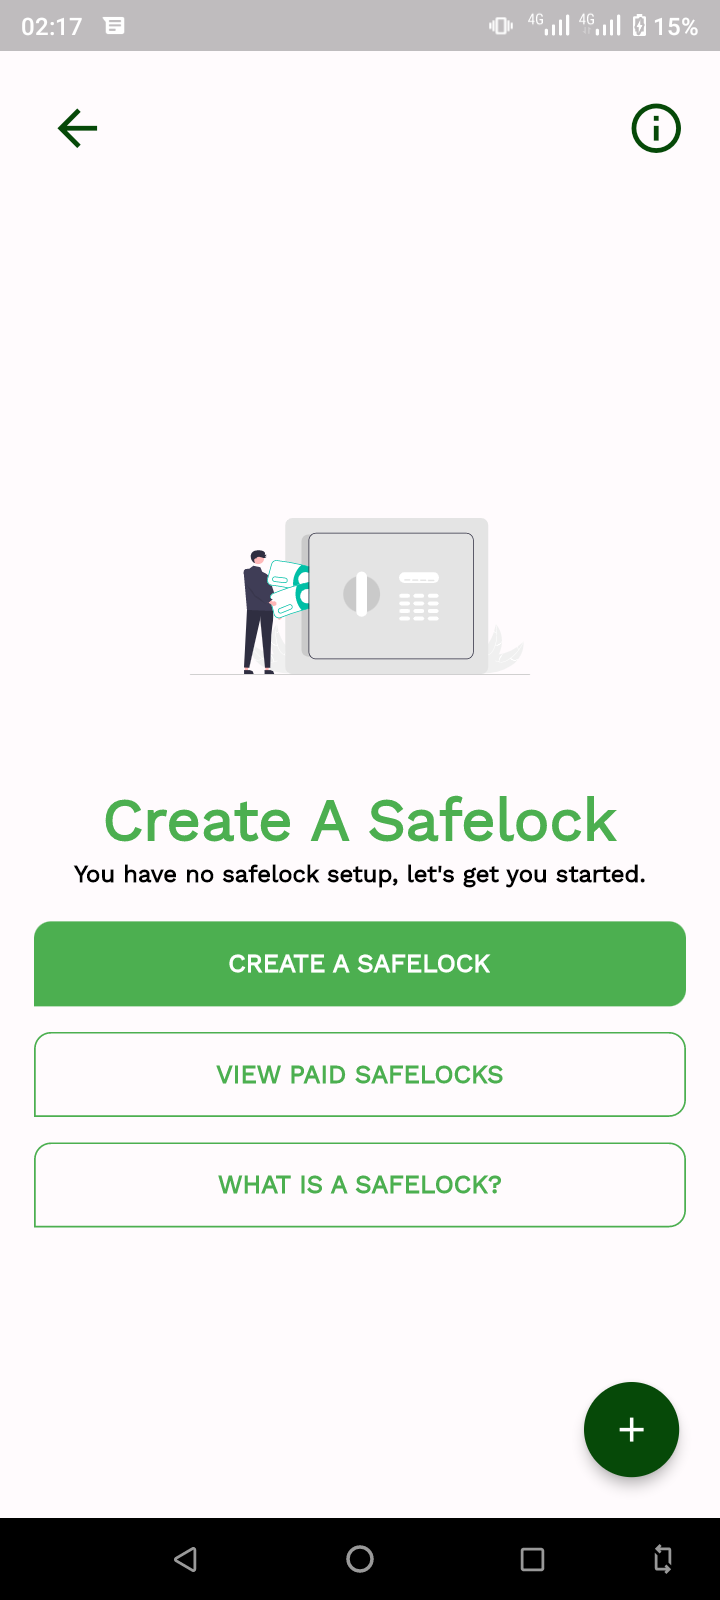 02:17 4G 4G 15%
Create A Safelock
You have no safelock setup, let's get you started.
CREATE A SAFELOCK
VIEW PAID SAFELOCKS
WHAT IS A SAFELOCK?